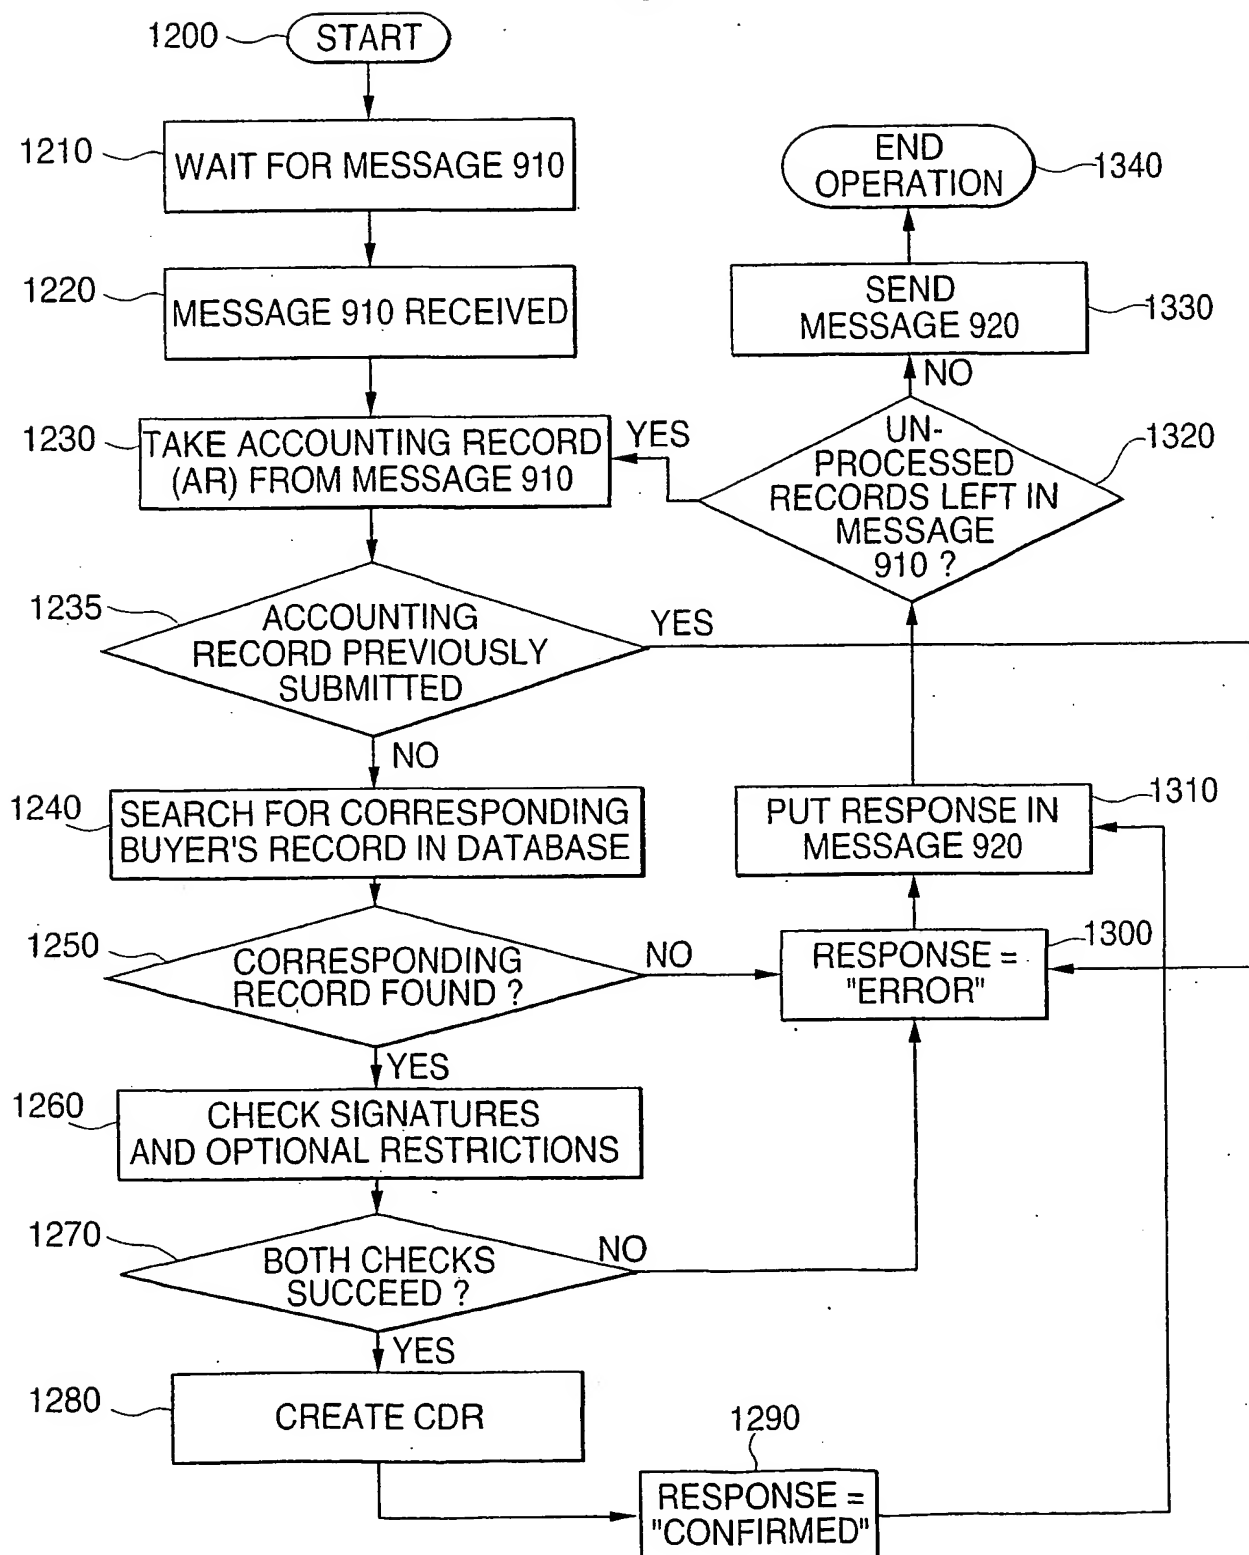 1200
START
1210
WAIT FOR MESSAGE 910
1220
MESSAGE 910 RECEIVED
1230
TAKE ACCOUNTING RECORD
(AR) FROM MESSAGE 910
1235
ACCOUNTING
RECORD PREVIOUSLY
SUBMITTED
YES
NO
1240
SEARCH FOR CORRESPONDING
BUYER'S RECORD IN DATABASE
1250
CORRESPONDING
RECORD FOUND ?
NO
YES
1260
CHECK SIGNATURES
AND OPTIONAL RESTRICTIONS
1270
BOTH CHECKS
SUCCEED ?
NO
YES
1280
CREATE CDR
1290
RESPONSE =
"CONFIRMED"
1300
RESPONSE =
"ERROR"
1310
PUT RESPONSE IN
MESSAGE 920
1320
UN-
PROCESSED
RECORDS LEFT IN
MESSAGE
910 ?
YES
NO
1330
SEND
MESSAGE 920
1340
END
OPERATION